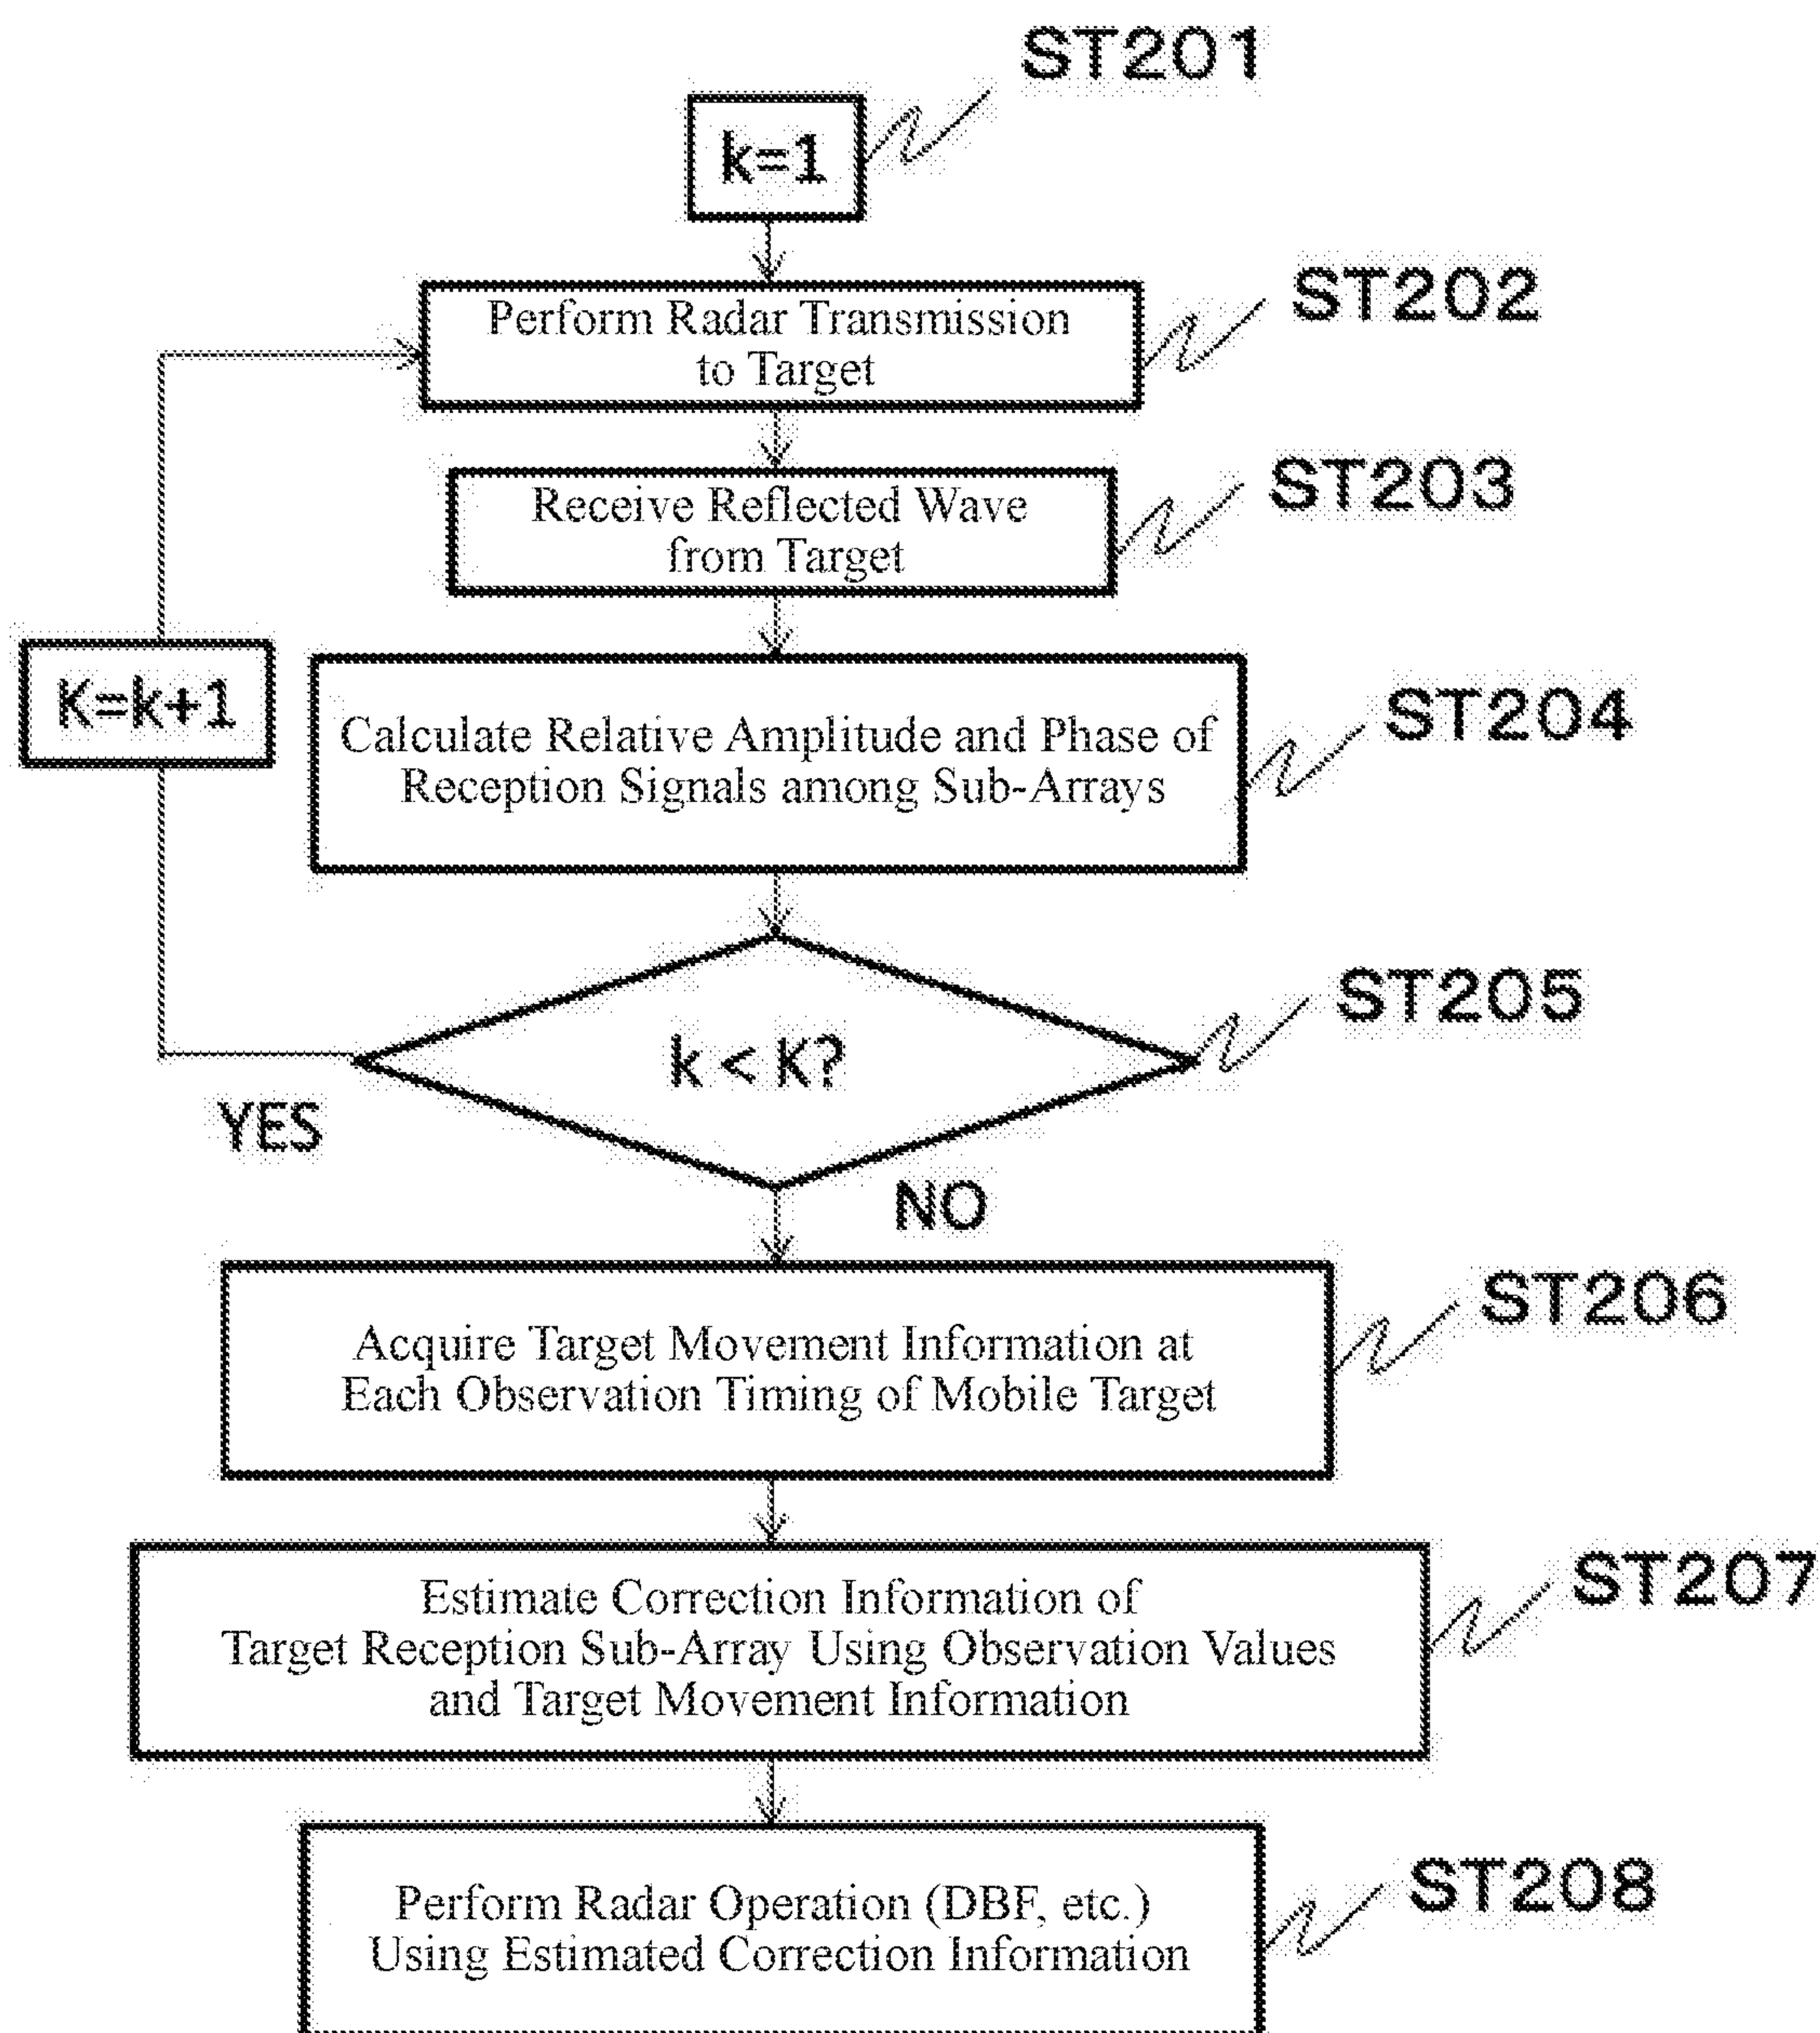 ST201
k=1
ST202
Perform Radar Transmission
to Target
ST203
Receive Reflected Wave
from Target
K=k+1
ST204
Calculate Relative Amplitude and Phase of
Reception Signals among Sub-Arrays
ST205
k < K?
YES
NO
ST206
Acquire Target Movement Information at
Each Observation Timing of Mobile Target
ST207
Estimate Correction Information of
Target Reception Sub-Array Using Observation Values
and Target Movement Information
ST208
Perform Radar Operation (DBF, etc.)
Using Estimated Correction Information